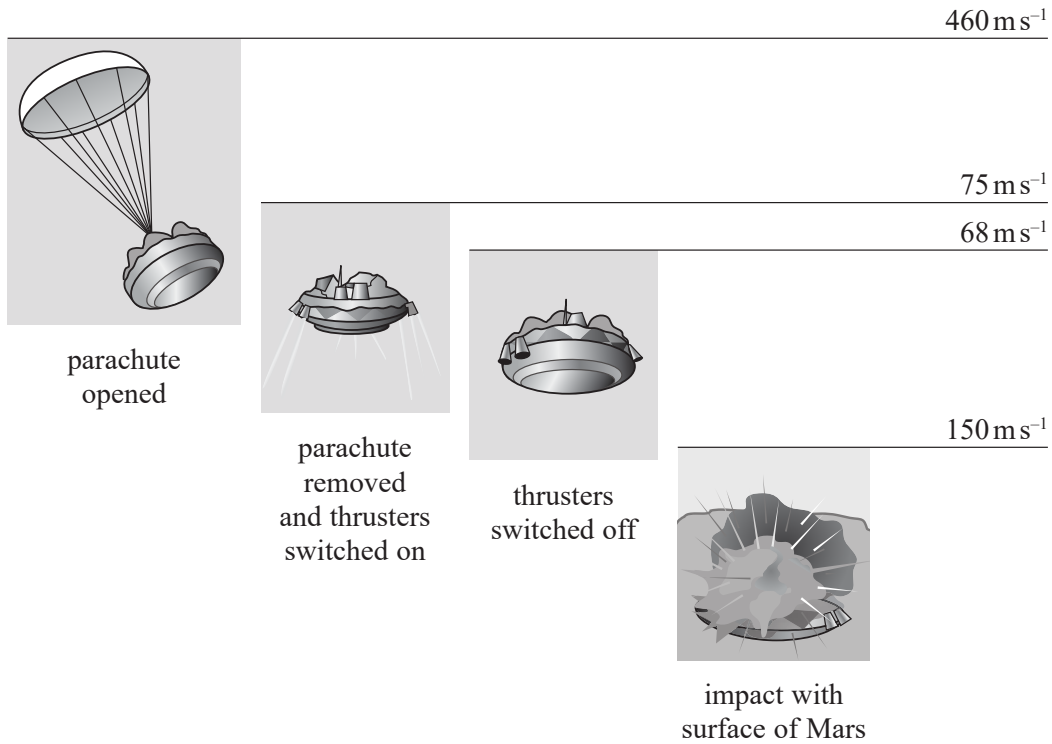 460 m s⁻¹
parachute
opened
75 m s⁻¹
parachute
removed
and thrusters
switched on
68 m s⁻¹
thrusters
switched off
150 m s⁻¹
impact with
surface of Mars